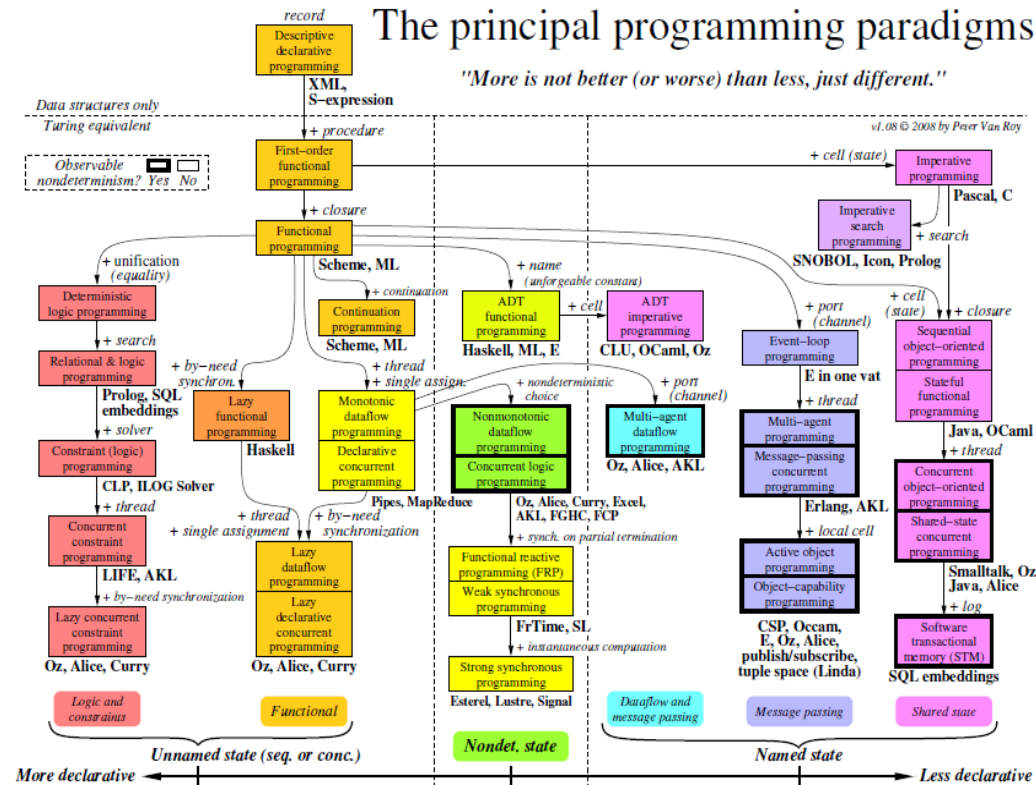 The principal programming paradigms
"More is not better (or worse) than less, just different."
v1.08 © 2008 by Peter Van Roy
record
Descriptive
declarative
programming
XML,
S−expression
Data structures only
Turing equivalent
+ procedure
Observable
nondeterminism? Yes No
First−order
functional
programming
+ cell (state)
Imperative
programming
Pascal, C
+ closure
Imperative
search
programming
+ search
SNOBOL, Icon, Prolog
Functional
programming
Scheme, ML
+ unification
(equality)
+ continuation
+ name
(unforgeable constant)
+ port
(channel)
+ cell
(state)
+ closure
Deterministic
logic programming
Continuation
programming
Scheme, ML
ADT
functional
programming
Haskell, ML, E
+ cell
ADT
imperative
programming
CLU, OCaml, Oz
Event−loop
programming
E in one vat
Sequential
object−oriented
programming
Stateful
functional
programming
Java, OCaml
+ search
+ by−need
synchron.
+ thread
+ single assign.
+ nondeterministic
choice
+ port
(channel)
+ thread
+ thread
Relational & logic
programming
Prolog, SQL
embeddings
Lazy
functional
programming
Haskell
Monotonic
dataflow
programming
Declarative
concurrent
programming
Pipes, MapReduce
Nonmonotonic
dataflow
programming
Concurrent logic
programming
Oz, Alice, Curry, Excel,
AKL, FGHC, FCP
Multi−agent
dataflow
programming
Oz, Alice, AKL
Multi−agent
programming
Message−passing
concurrent
programming
Erlang, AKL
Concurrent
object−oriented
programming
Shared−state
concurrent
programming
Smalltalk, Oz,
Java, Alice
+ solver
Constraint (logic)
programming
CLP, ILOG Solver
+ thread
+ thread
+ single assignment
+ by−need
synchronization
+ synch. on partial termination
+ local cell
+ log
Concurrent
constraint
programming
LIFE, AKL
+ by−need synchronization
Lazy concurrent
constraint
programming
Oz, Alice, Curry
Lazy
dataflow
programming
Lazy
declarative
concurrent
programming
Oz, Alice, Curry
Functional reactive
programming (FRP)
Weak synchronous
programming
FrTime, SL
+ instantaneous computation
Strong synchronous
programming
Esterel, Lustre, Signal
Active object
programming
Object−capability
programming
CSP, Occam,
E, Oz, Alice,
publish/subscribe,
tuple space (Linda)
Software
transactional
memory (STM)
SQL embeddings
Logic and
constraints
Functional
Dataflow and
message passing
Message passing
Shared state
Unnamed state (seq. or conc.)
Nondet. state
Named state
More declarative
Less declarative